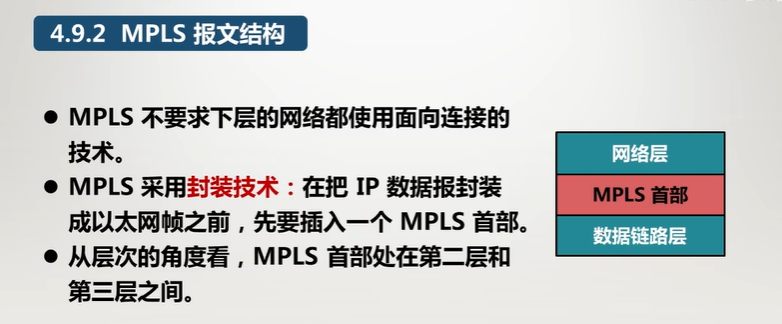 4.9.2 MPLS 报文结构
● MPLS 不要求下层的网络都使用面向连接的
技术。
● MPLS 采用封装技术：在把 IP 数据报封装
成以太网帧之前，先要插入一个 MPLS 首部。
● 从层次的角度看，MPLS 首部处在第二层和
第三层之间。
网络层
MPLS 首部
数据链路层